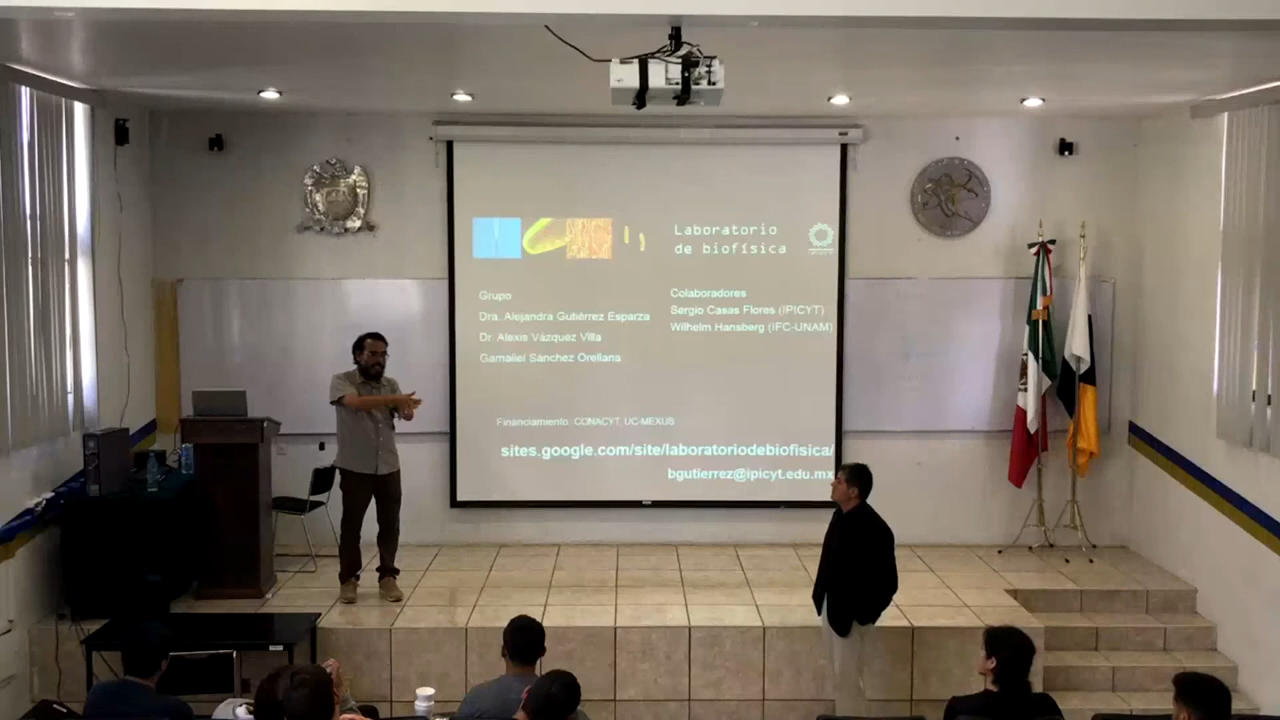 Laboratorio
de biofísica
Grupo
Dra. Alejandra Gutiérrez Esparza
Dr. Alexis Vázquez Villa
Gamaliel Sánchez Orellana
Colaboradores
Sergio Casas Flores (IPICYT)
Wilhelm Hansberg (IFC-UNAM)
Financiamiento: CONACYT, UC-MEXUS
sites.google.com/site/laboratoriodebiofisica/
bgutierrez@ipicyt.edu.mx